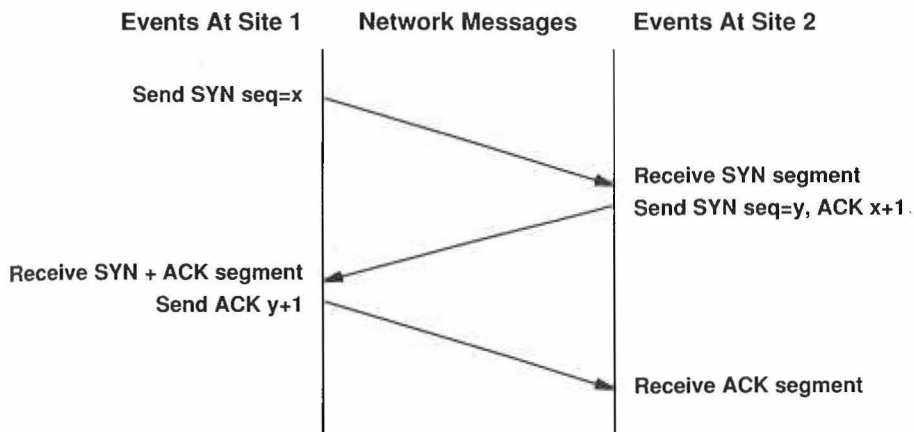 Events At Site 1 Network Messages Events At Site 2
Send SYN seq=x
Receive SYN segment
Send SYN seq=y, ACK x+1
Receive SYN + ACK segment
Send ACK y+1
Receive ACK segment